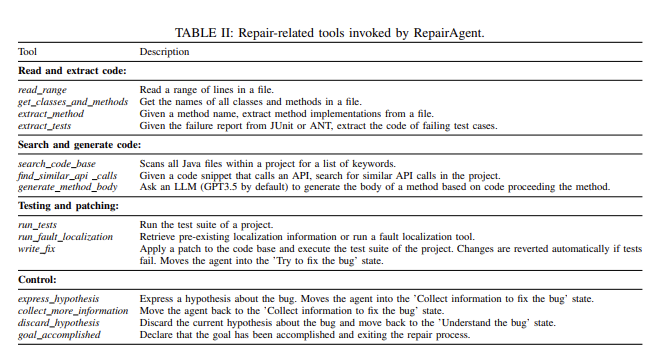 TABLE II: Repair-related tools invoked by RepairAgent.
Tool Description
Read and extract code:
read_range Read a range of lines in a file.
get_classes_and_methods Get the names of all classes and methods in a file.
extract_method Given a method name, extract method implementations from a file.
extract_tests Given the failure report from JUnit or ANT, extract the code of failing test cases.
Search and generate code:
search_code_base Scans all Java files within a project for a list of keywords.
find_similar_api _calls Given a code snippet that calls an API, search for similar API calls in the project.
generate_method_body Ask an LLM (GPT3.5 by default) to generate the body of a method based on code proceeding the method.
Testing and patching:
run_tests Run the test suite of a project.
run_fault_localization Retrieve pre-existing localization information or run a fault localization tool.
write_fix Apply a patch to the code base and execute the test suite of the project. Changes are reverted automatically if tests
fail. Moves the agent into the 'Try to fix the bug' state.
Control:
express_hypothesis Express a hypothesis about the bug. Moves the agent into the 'Collect information to fix the bug' state.
collect_more_information Move the agent back to the 'Collect information to fix the bug' state.
discard_hypothesis Discard the current hypothesis about the bug and move back to the 'Understand the bug' state.
goal_accomplished Declare that the goal has been accomplished and exiting the repair process.